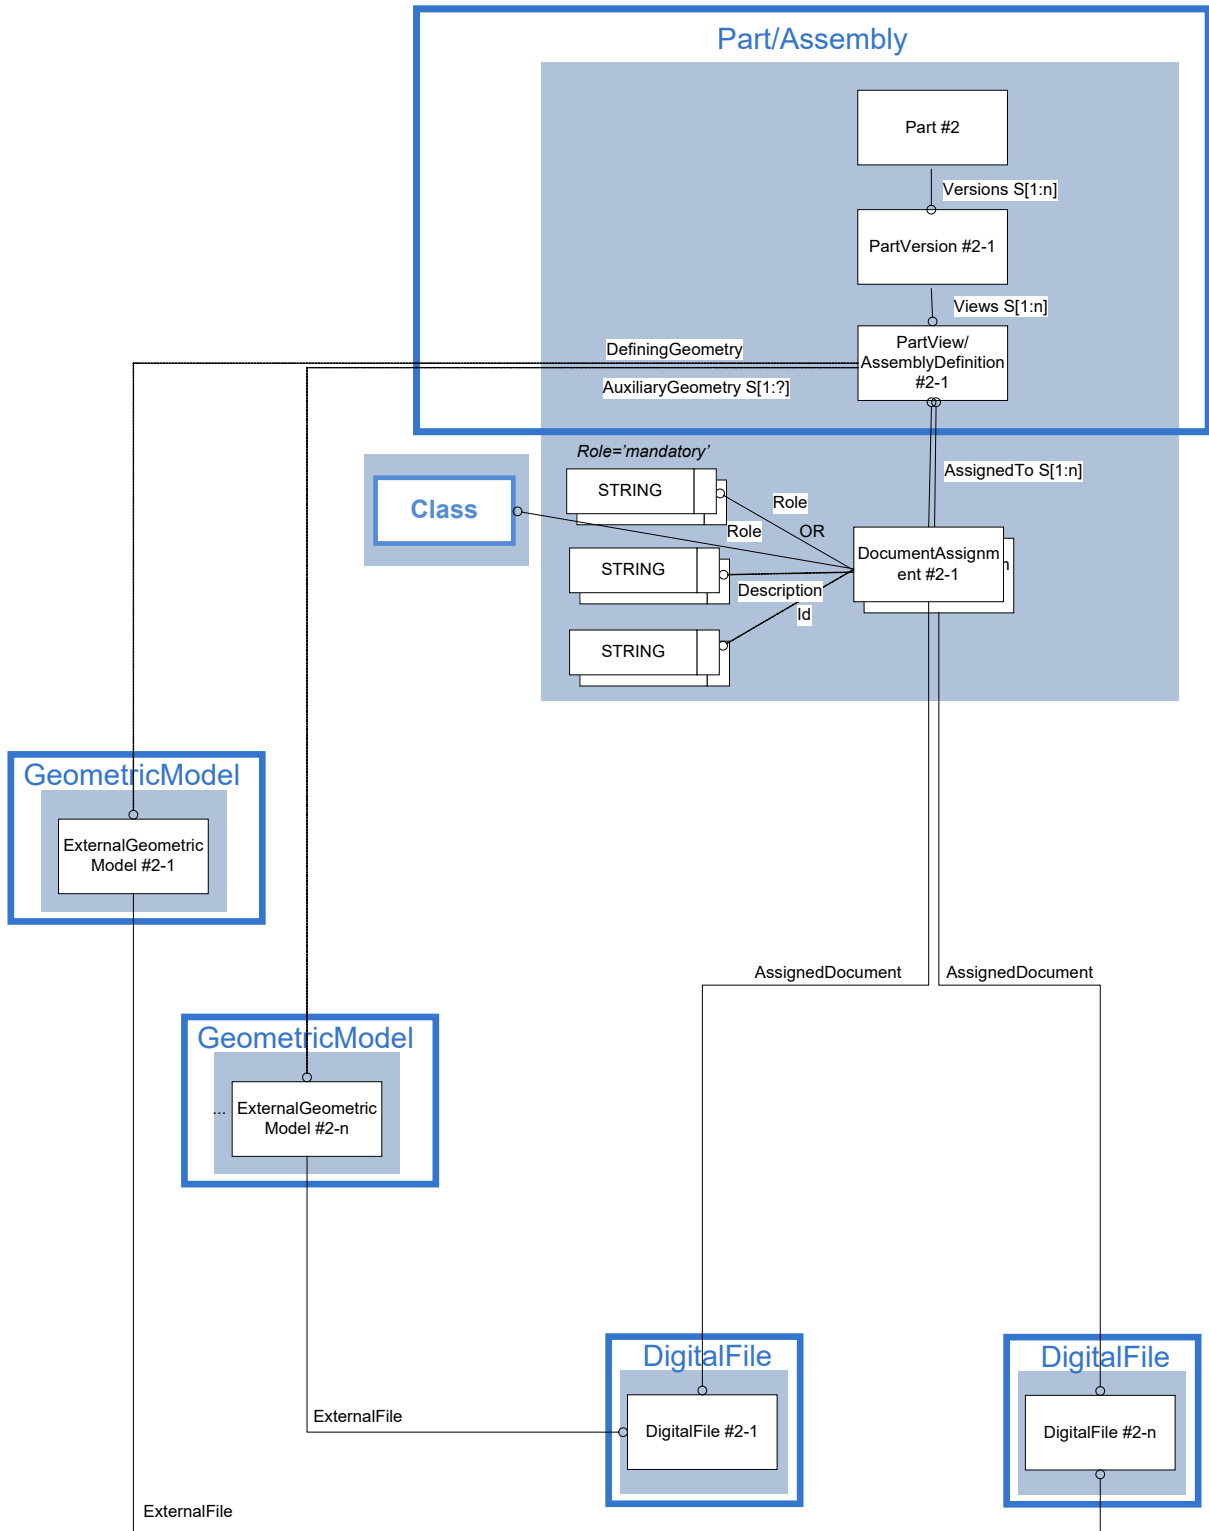 Part/Assembly
Part #2
Versions S[1:n]
PartVersion #2-1
Views S[1:n]
PartView/
AssemblyDefinition
#2-1
DefiningGeometry
AuxiliaryGeometry S[1:?]
Role='mandatory'
AssignedTo S[1:n]
STRING
Role
Class
Role
OR
DocumentAssignm
ent #2-1
n
STRING
Description
Id
STRING
GeometricModel
ExternalGeometric
Model #2-1
AssignedDocument
AssignedDocument
GeometricModel
...
ExternalGeometric
Model #2-n
DigitalFile
DigitalFile
ExternalFile
DigitalFile #2-1
DigitalFile #2-n
ExternalFile